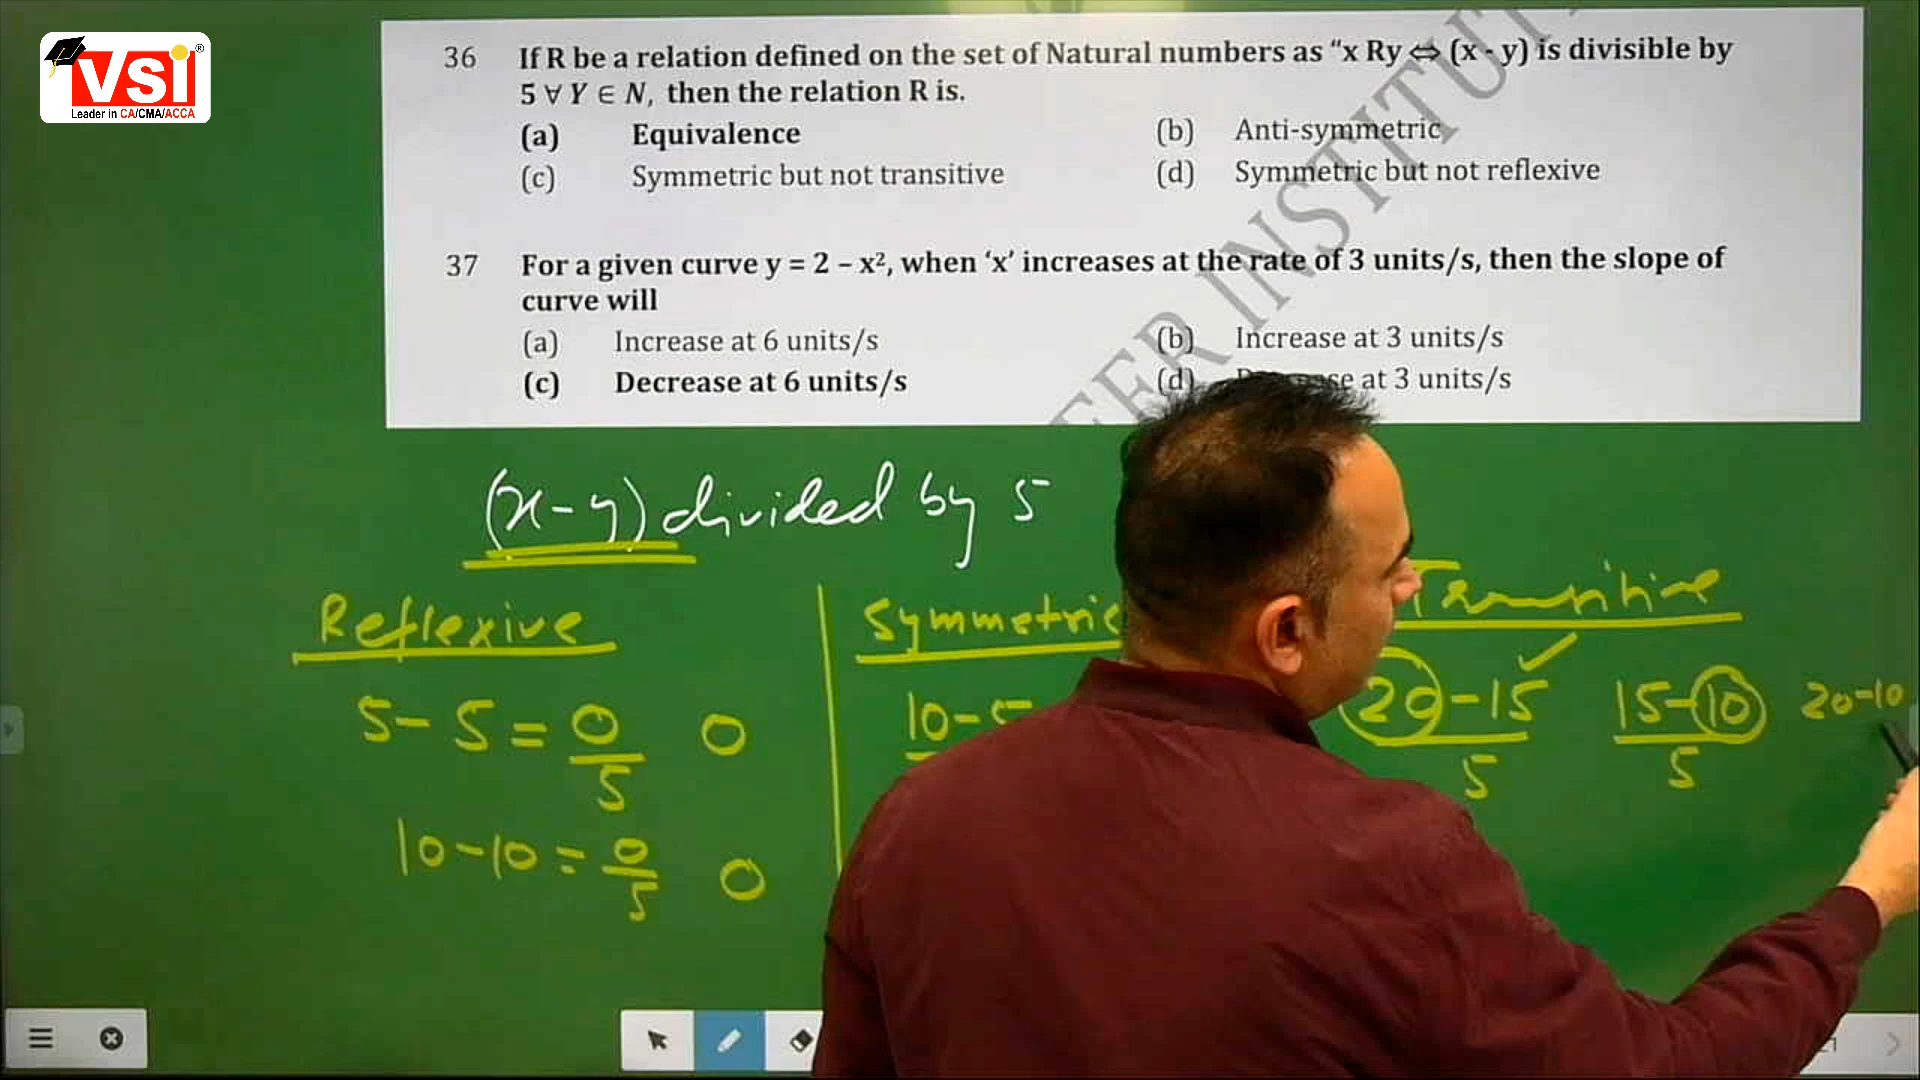 VSI®
Leader in CA/CMA/ACCA
36 If R be a relation defined on the set of Natural numbers as “x Ry ⇔ (x - y) is divisible by
5 ∀ Y ∈ N, then the relation R is.
(a) Equivalence (b) Anti-symmetric
(c) Symmetric but not transitive (d) Symmetric but not reflexive
37 For a given curve y = 2 – x², when ‘x’ increases at the rate of 3 units/s, then the slope of
curve will
(a) Increase at 6 units/s (b) Increase at 3 units/s
(c) Decrease at 6 units/s (d) at 3 units/s
INSTITUT
(x-y) divided by 5
Reflexive Symmetric Transitive
5-5=0/5 0
10-10=0/5 0
10-5
20-15/5 15-10/5 20-10